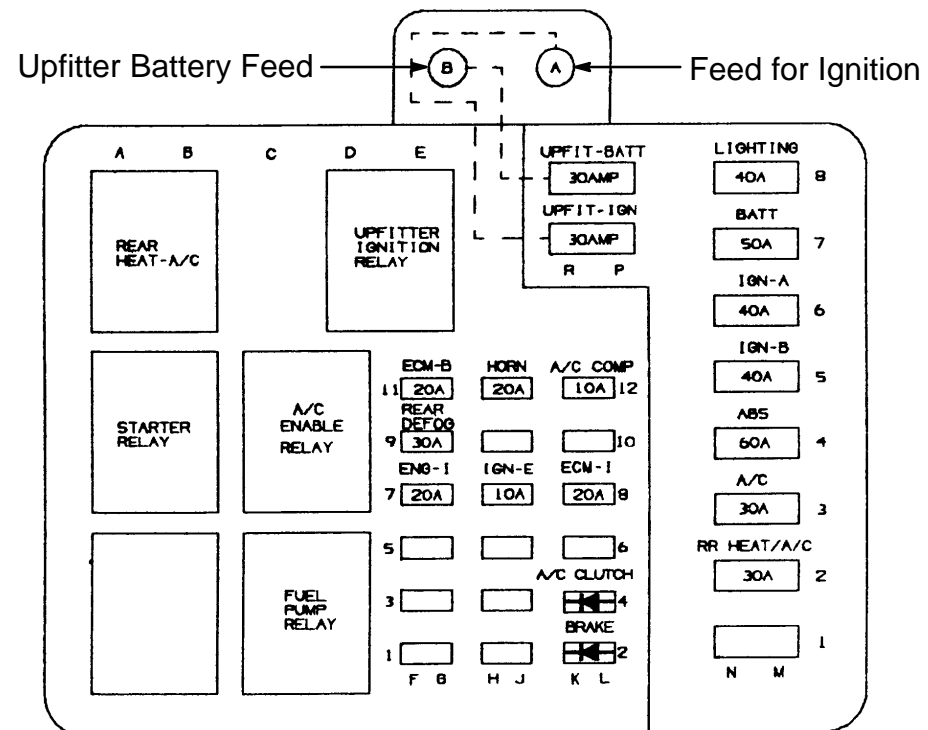 Upfitter Battery Feed
B
A
Feed for Ignition
A B C D E
UPFIT-BATT
30AMP
UPFIT-IGN
30AMP
R P
LIGHTING
40A 8
BATT
50A 7
IGN-A
40A 6
IGN-B
40A 5
ABS
60A 4
A/C
30A 3
RR HEAT/A/C
30A 2
1
N M
REAR
HEAT-A/C
UPFITTER
IGNITION
RELAY
STARTER
RELAY
A/C
ENABLE
RELAY
FUEL
PUMP
RELAY
ECM-B HORN A/C COMP
11 20A 20A 10A 12
REAR
DEFOG
9 30A 10
ENG-I IGN-E ECM-I
7 20A 10A 20A 8
5 6
A/C CLUTCH
3 4
BRAKE
1 2
F G H J K L